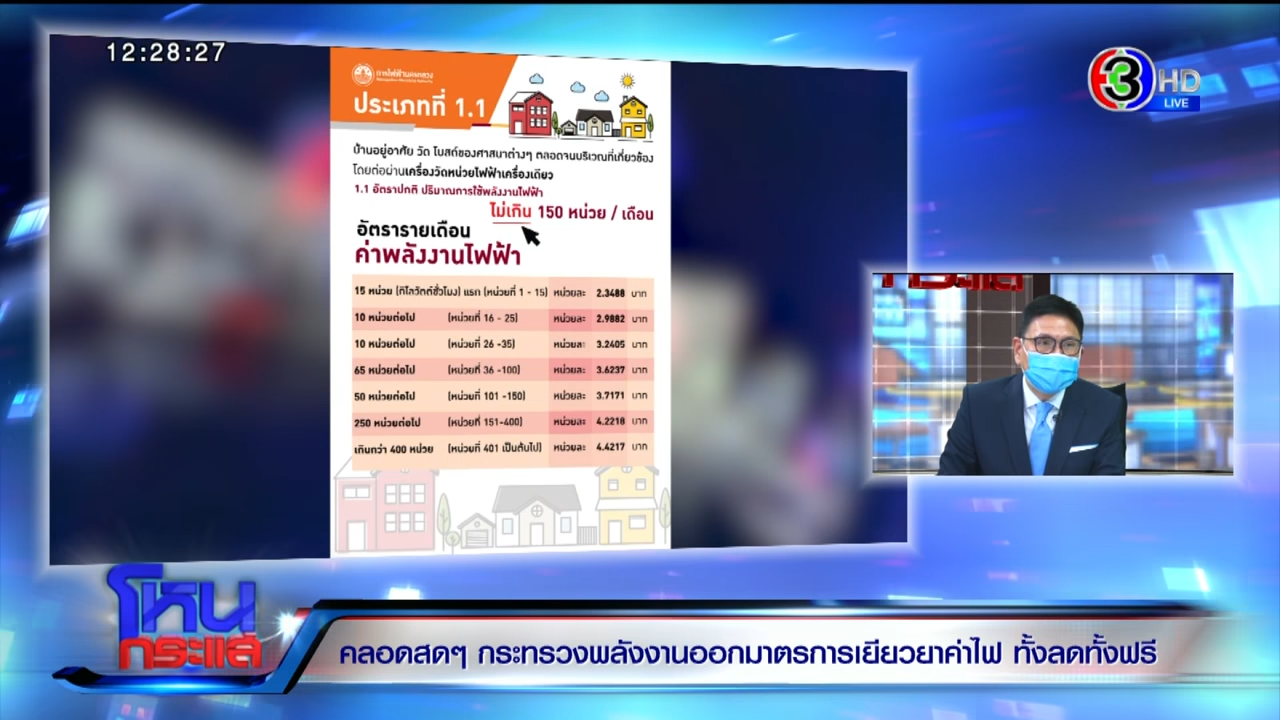 12:28:27
3 HD
LIVE
การไฟฟ้านครหลวง
ประเภทที่ 1.1
บ้านอยู่อาศัย วัด โบสถ์ของศาสนาต่างๆ ตลอดจนบริเวณที่เกี่ยวข้อง
โดยต่อผ่านเครื่องวัดหน่วยไฟฟ้าเครื่องเดียว
1.1 อัตราปกติ ปริมาณการใช้พลังงานไฟฟ้า
ไม่เกิน 150 หน่วย / เดือน
อัตรารายเดือน
ค่าพลังงานไฟฟ้า
15 หน่วย (กิโลวัตต์ชั่วโมง) แรก (หน่วยที่ 1 - 15) หน่วยละ 2.3488 บาท
10 หน่วยต่อไป (หน่วยที่ 16 - 25) หน่วยละ 2.9882 บาท
10 หน่วยต่อไป (หน่วยที่ 26 -35) หน่วยละ 3.2405 บาท
65 หน่วยต่อไป (หน่วยที่ 36 -100) หน่วยละ 3.6237 บาท
50 หน่วยต่อไป (หน่วยที่ 101 -150) หน่วยละ 3.7171 บาท
250 หน่วยต่อไป (หน่วยที่ 151-400) หน่วยละ 4.2218 บาท
เกินกว่า 400 หน่วย (หน่วยที่ 401 เป็นต้นไป) หน่วยละ 4.4217 บาท
โหนกระแส
คลอดสดๆ กระทรวงพลังงานออกมาตรการเยียวยาค่าไฟ ทั้งลดทั้งฟรี